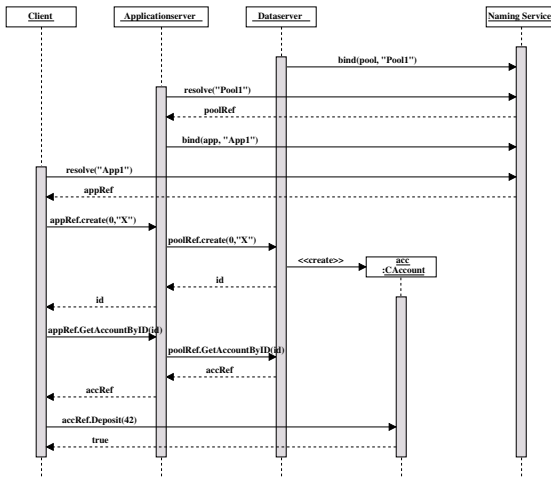 Client
Applicationserver
Dataserver
Naming Service
bind(pool, "Pool1")
resolve("Pool1")
poolRef
bind(app, "App1")
resolve("App1")
appRef
appRef.create(0,"X")
poolRef.create(0,"X")
<<create>>
acc
:CAccount
id
id
appRef.GetAccountByID(id)
poolRef.GetAccountByID(id)
accRef
accRef
accRef.Deposit(42)
true